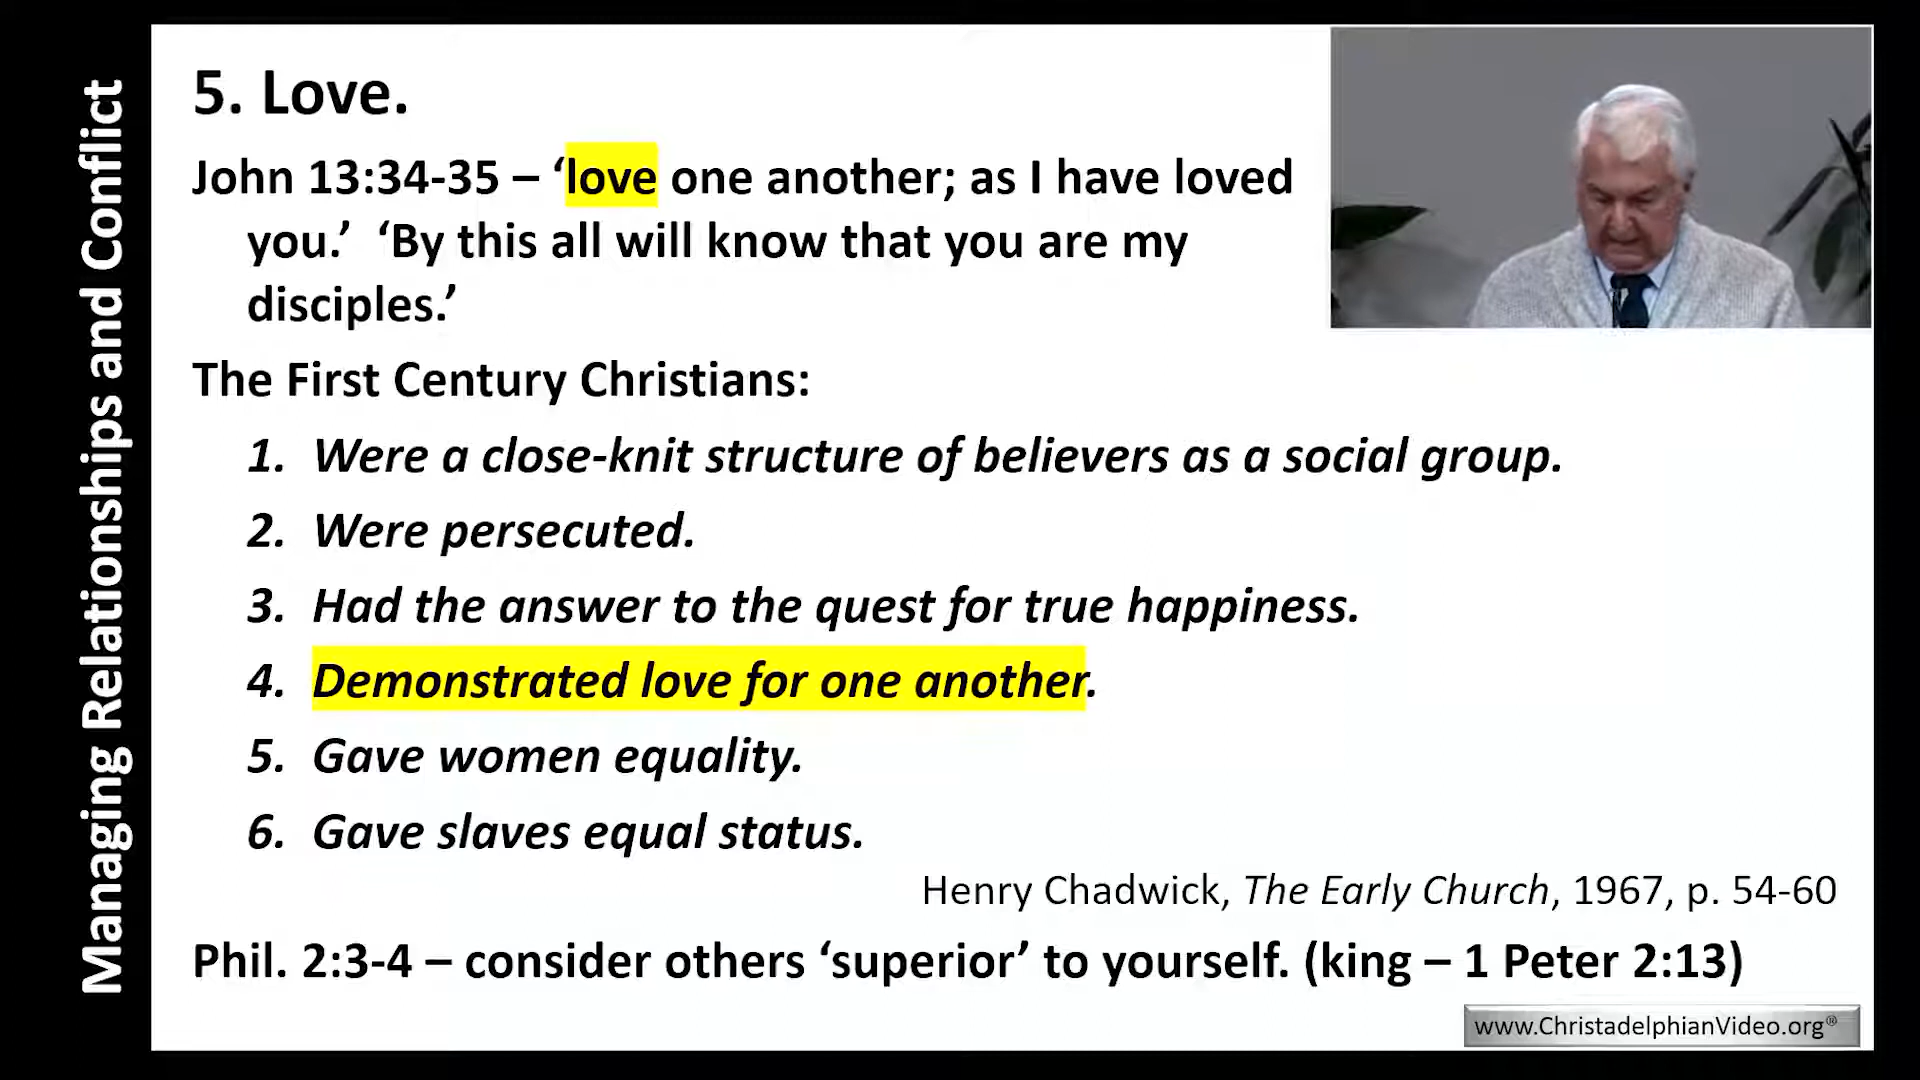 Managing Relationships and Conflict
5. Love.
John 13:34-35 – ‘love one another; as I have loved
you.’ ‘By this all will know that you are my
disciples.’
The First Century Christians:
1. Were a close-knit structure of believers as a social group.
2. Were persecuted.
3. Had the answer to the quest for true happiness.
4. Demonstrated love for one another.
5. Gave women equality.
6. Gave slaves equal status.
Henry Chadwick, The Early Church, 1967, p. 54-60
Phil. 2:3-4 – consider others ‘superior’ to yourself. (king – 1 Peter 2:13)
www.ChristadelphianVideo.org®